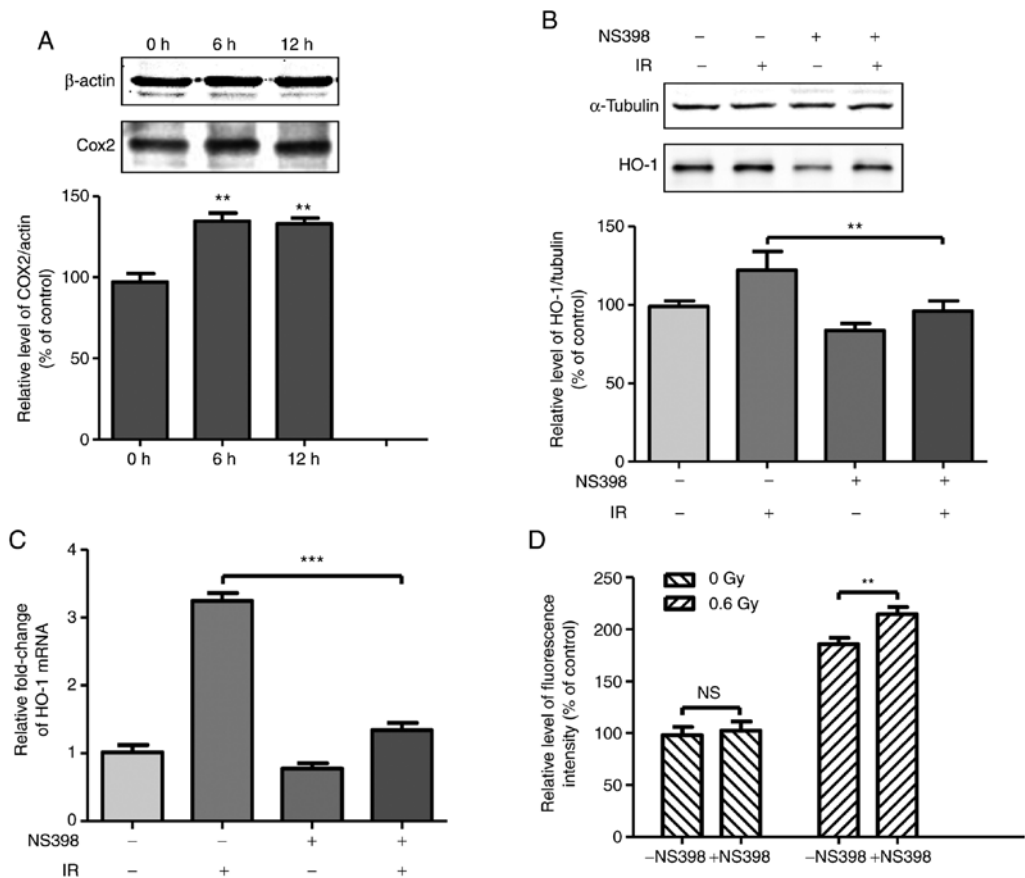 A
0 h 6 h 12 h
β-actin
Cox2
Relative level of COX2/actin
(% of control)
150
100
50
0
** **
0 h 6 h 12 h
B
NS398 – – + +
IR – + – +
α-Tubulin
HO-1
Relative level of HO-1/tubulin
(% of control)
150
100
50
0
**
NS398 – – + +
IR – + – +
C
Relative fold-change
of HO-1 mRNA
4
3
2
1
0
***
NS398 – – + +
IR – + – +
D
Relative level of fluorescence
intensity (% of control)
250
200
150
100
50
0
0 Gy
0.6 Gy
NS
**
–NS398 +NS398 –NS398 +NS398